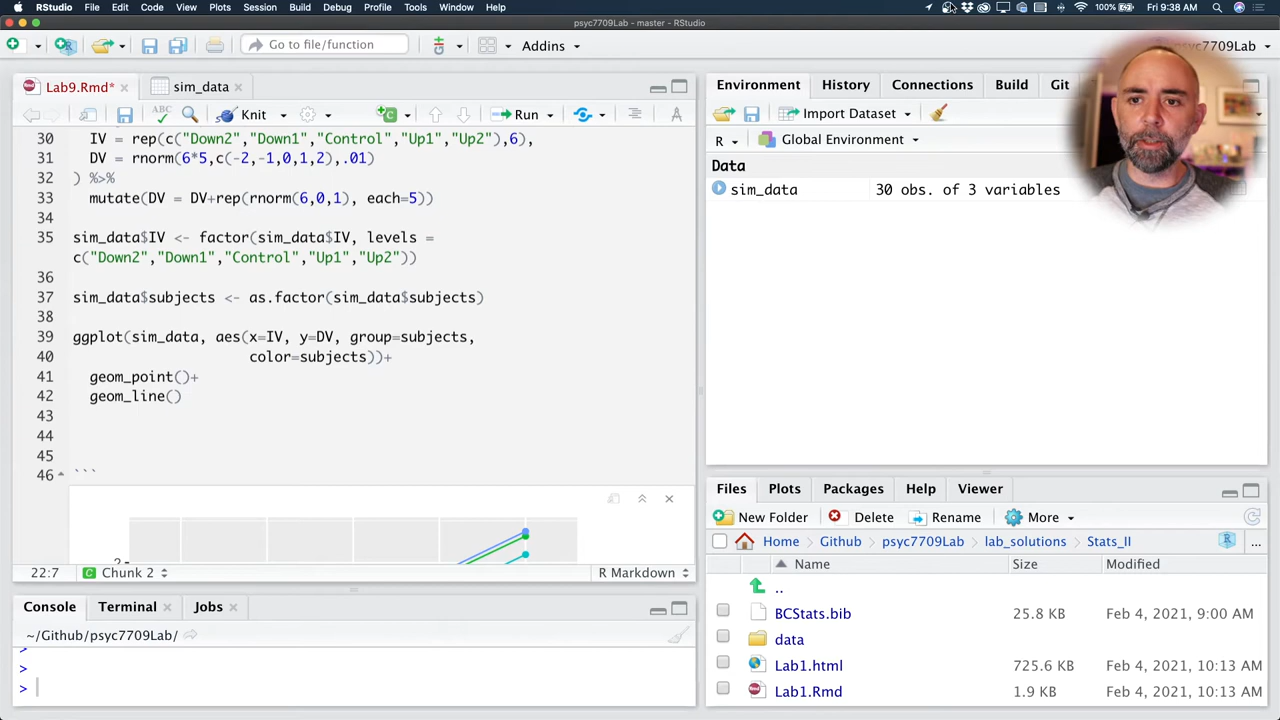 RStudio File Edit Code View Plots Session Build Debug Profile Tools Window Help 100% Fri 9:38 AM
psyc7709Lab - master - RStudio
Go to file/function Addins psyc7709Lab
Lab9.Rmd* sim_data
Knit Run
30 IV = rep(c("Down2","Down1","Control","Up1","Up2"),6),
31 DV = rnorm(6*5,c(-2,-1,0,1,2),.01)
32 ) %>%
33 mutate(DV = DV+rep(rnorm(6,0,1), each=5))
34
35 sim_data$IV <- factor(sim_data$IV, levels =
c("Down2","Down1","Control","Up1","Up2"))
36
37 sim_data$subjects <- as.factor(sim_data$subjects)
38
39 ggplot(sim_data, aes(x=IV, y=DV, group=subjects,
40 color=subjects))+
41 geom_point()+
42 geom_line()
43
44
45
46 ```
2
22:7 Chunk 2 R Markdown
Console Terminal Jobs
~/Github/psyc7709Lab/
>
>
>
Environment History Connections Build Git
Import Dataset
R Global Environment
Data
sim_data 30 obs. of 3 variables
Files Plots Packages Help Viewer
New Folder Delete Rename More
Home Github psyc7709Lab lab_solutions Stats_II ...
Name Size Modified
..
BCStats.bib 25.8 KB Feb 4, 2021, 9:00 AM
data
Lab1.html 725.6 KB Feb 4, 2021, 10:13 AM
Lab1.Rmd 1.9 KB Feb 4, 2021, 10:13 AM